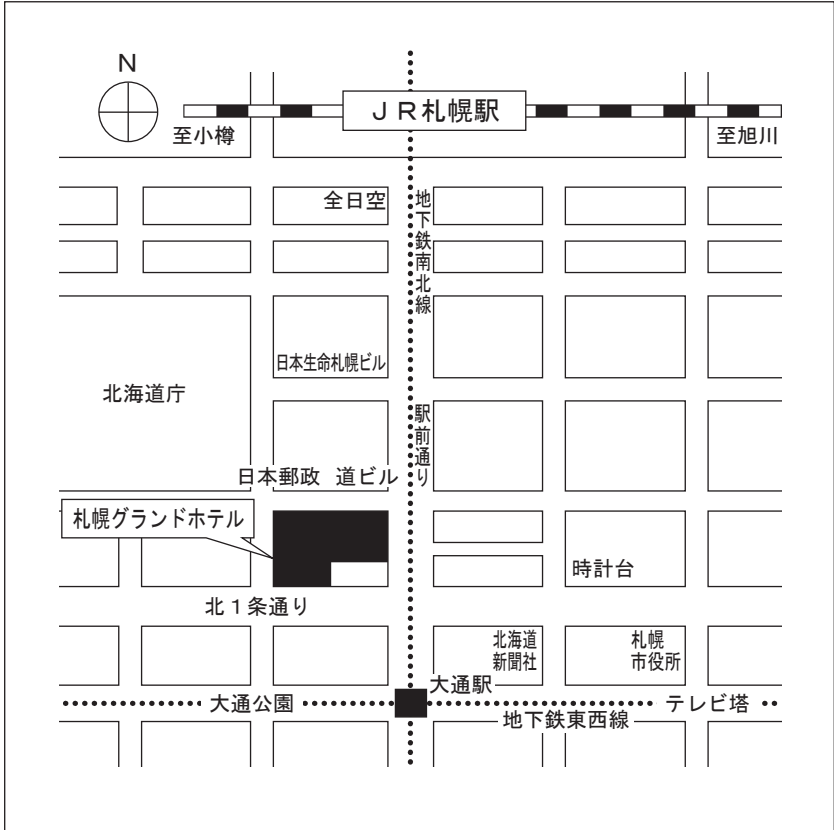 N
ＪＲ札幌駅
至小樽
至旭川
全日空
地下鉄南北線
日本生命札幌ビル
北海道庁
駅前通り
日本郵政 道ビル
札幌グランドホテル
時計台
北１条通り
北海道
新聞社
札幌
市役所
大通駅
大通公園
テレビ塔
地下鉄東西線